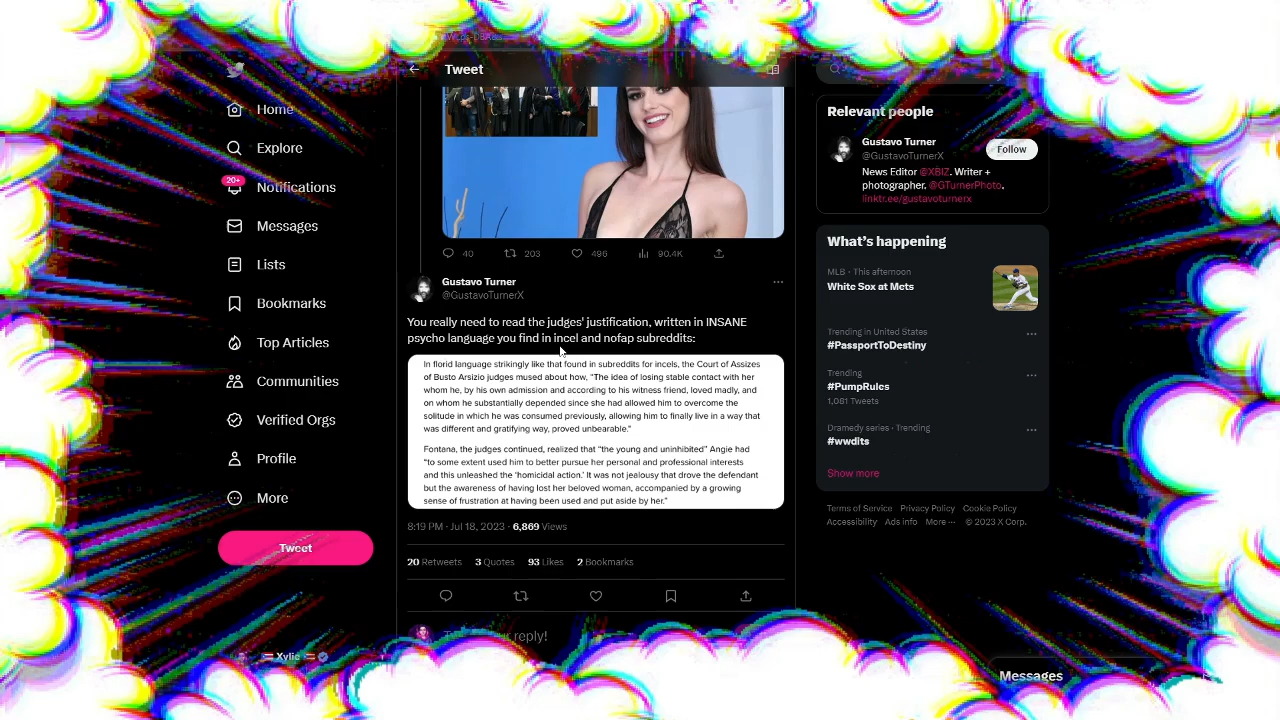 Home
Explore
20+
Notifications
Messages
Lists
Bookmarks
Top Articles
Communities
Verified Orgs
Profile
More
Tweet
Xylie
Tweet
40 203 496 90.4K
Gustavo Turner
@GustavoTurnerX
You really need to read the judges' justification, written in INSANE
psycho language you find in incel and nofap subreddits:
In florid language strikingly like that found in subreddits for incels, the Court of Assizes
of Busto Arsizio judges mused about how, "The idea of losing stable contact with her
whom he, by his own admission and according to his witness friend, loved madly, and
on whom he substantially depended since she had allowed him to overcome the
solitude in which he was consumed previously, allowing him to finally live in a way that
was different and gratifying way, proved unbearable."
Fontana, the judges continued, realized that "the young and uninhibited" Angie had
"to some extent used him to better pursue her personal and professional interests
and this unleashed the 'homicidal action.' It was not jealousy that drove the defendant
but the awareness of having lost her beloved woman, accompanied by a growing
sense of frustration at having been used and put aside by her."
8:19 PM · Jul 18, 2023 · 6,869 Views
20 Retweets 3 Quotes 93 Likes 2 Bookmarks
your reply!
Relevant people
Gustavo Turner
@GustavoTurnerX
Follow
News Editor @XBIZ. Writer +
photographer. @GTurnerPhoto.
linktr.ee/gustavoturnerx
What's happening
MLB · This afternoon
White Sox at Mets
Trending in United States
#PassportToDestiny
Trending
#PumpRules
1,081 Tweets
Dramedy series · Trending
#wwdits
Show more
Terms of Service Privacy Policy Cookie Policy
Accessibility Ads info More ··· © 2023 X Corp.
Messages